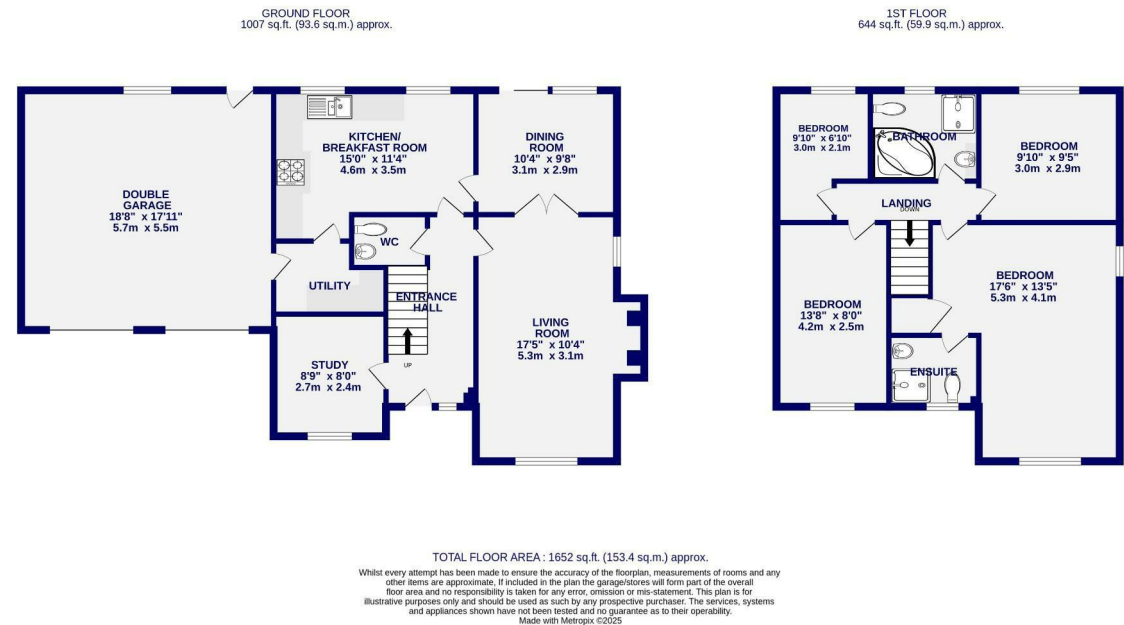 GROUND FLOOR
1007 sq.ft. (93.6 sq.m.) approx.
DOUBLE
GARAGE
18'8" x 17'11"
5.7m x 5.5m
KITCHEN/
BREAKFAST ROOM
15'0" x 11'4"
4.6m x 3.5m
DINING
ROOM
10'4" x 9'8"
3.1m x 2.9m
WC
UTILITY
ENTRANCE
HALL
UP
STUDY
8'9" x 8'0"
2.7m x 2.4m
LIVING
ROOM
17'5" x 10'4"
5.3m x 3.1m
1ST FLOOR
644 sq.ft. (59.9 sq.m.) approx.
BEDROOM
9'10" x 6'10"
3.0m x 2.1m
BATHROOM
BEDROOM
9'10" x 9'5"
3.0m x 2.9m
LANDING
DOWN
BEDROOM
13'8" x 8'0"
4.2m x 2.5m
BEDROOM
17'6" x 13'5"
5.3m x 4.1m
ENSUITE
TOTAL FLOOR AREA : 1652 sq.ft. (153.4 sq.m.) approx.
Whilst every attempt has been made to ensure the accuracy of the floorplan, measurements of rooms and any
other items are approximate, If included in the plan the garage/stores will form part of the overall
floor area and no responsibility is taken for any error, omission or mis-statement. This plan is for
illustrative purposes only and should be used as such by any prospective purchaser. The services, systems
and appliances shown have not been tested and no guarantee as to their operability.
Made with Metropix ©2025